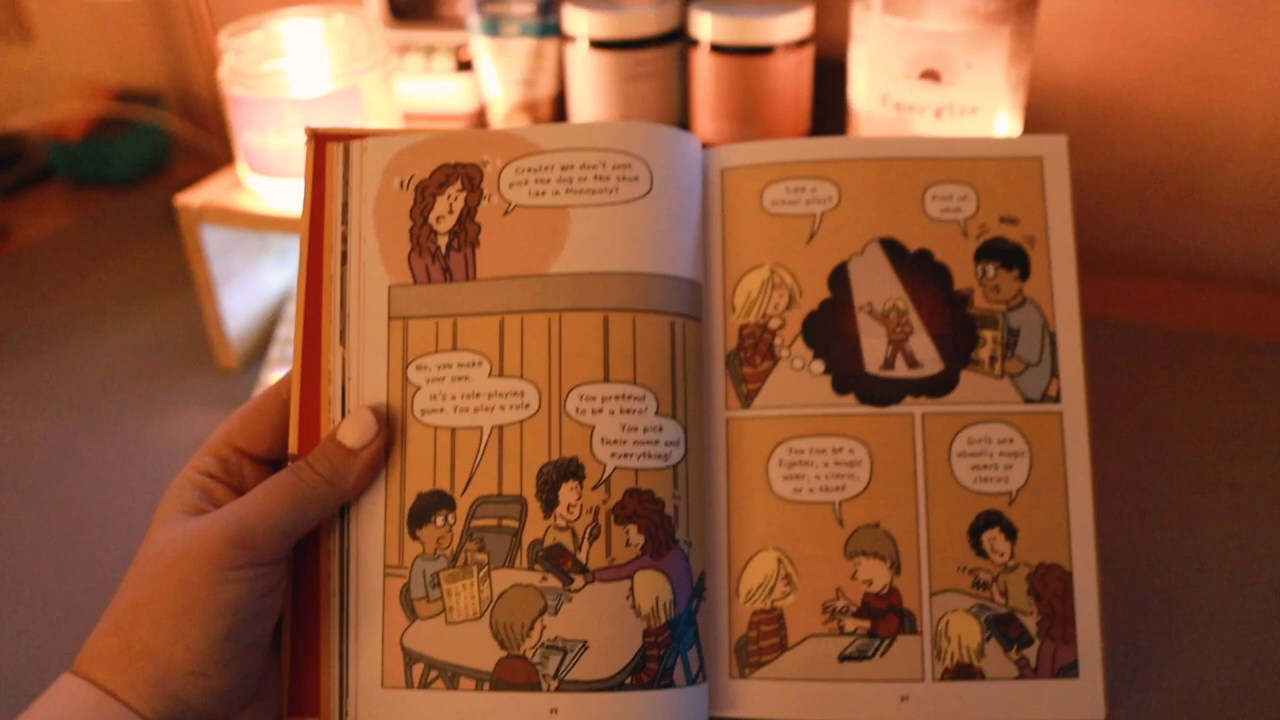 Create? We don't just
pick the dog or the shoe
like in Monopoly?
No, you make
your own.
It's a role-playing
game. You play a role.
You pretend
to be a hero!
You pick
their name and
everything!
Like a
school play?
Kind of,
yeah.
You can be a
fighter, a magic
user, a cleric,
or a thief.
Girls are
usually magic
users or
clerics
Energize